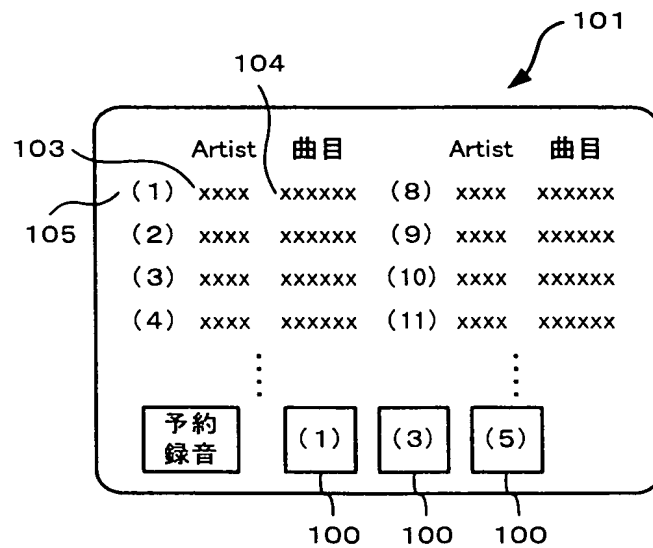 101
104
103
Artist 曲目 Artist 曲目
(1) xxxx xxxxxx (8) xxxx xxxxxx
105
(2) xxxx xxxxxx (9) xxxx xxxxxx
(3) xxxx xxxxxx (10) xxxx xxxxxx
(4) xxxx xxxxxx (11) xxxx xxxxxx
予約
録音
(1) (3) (5)
100 100 100